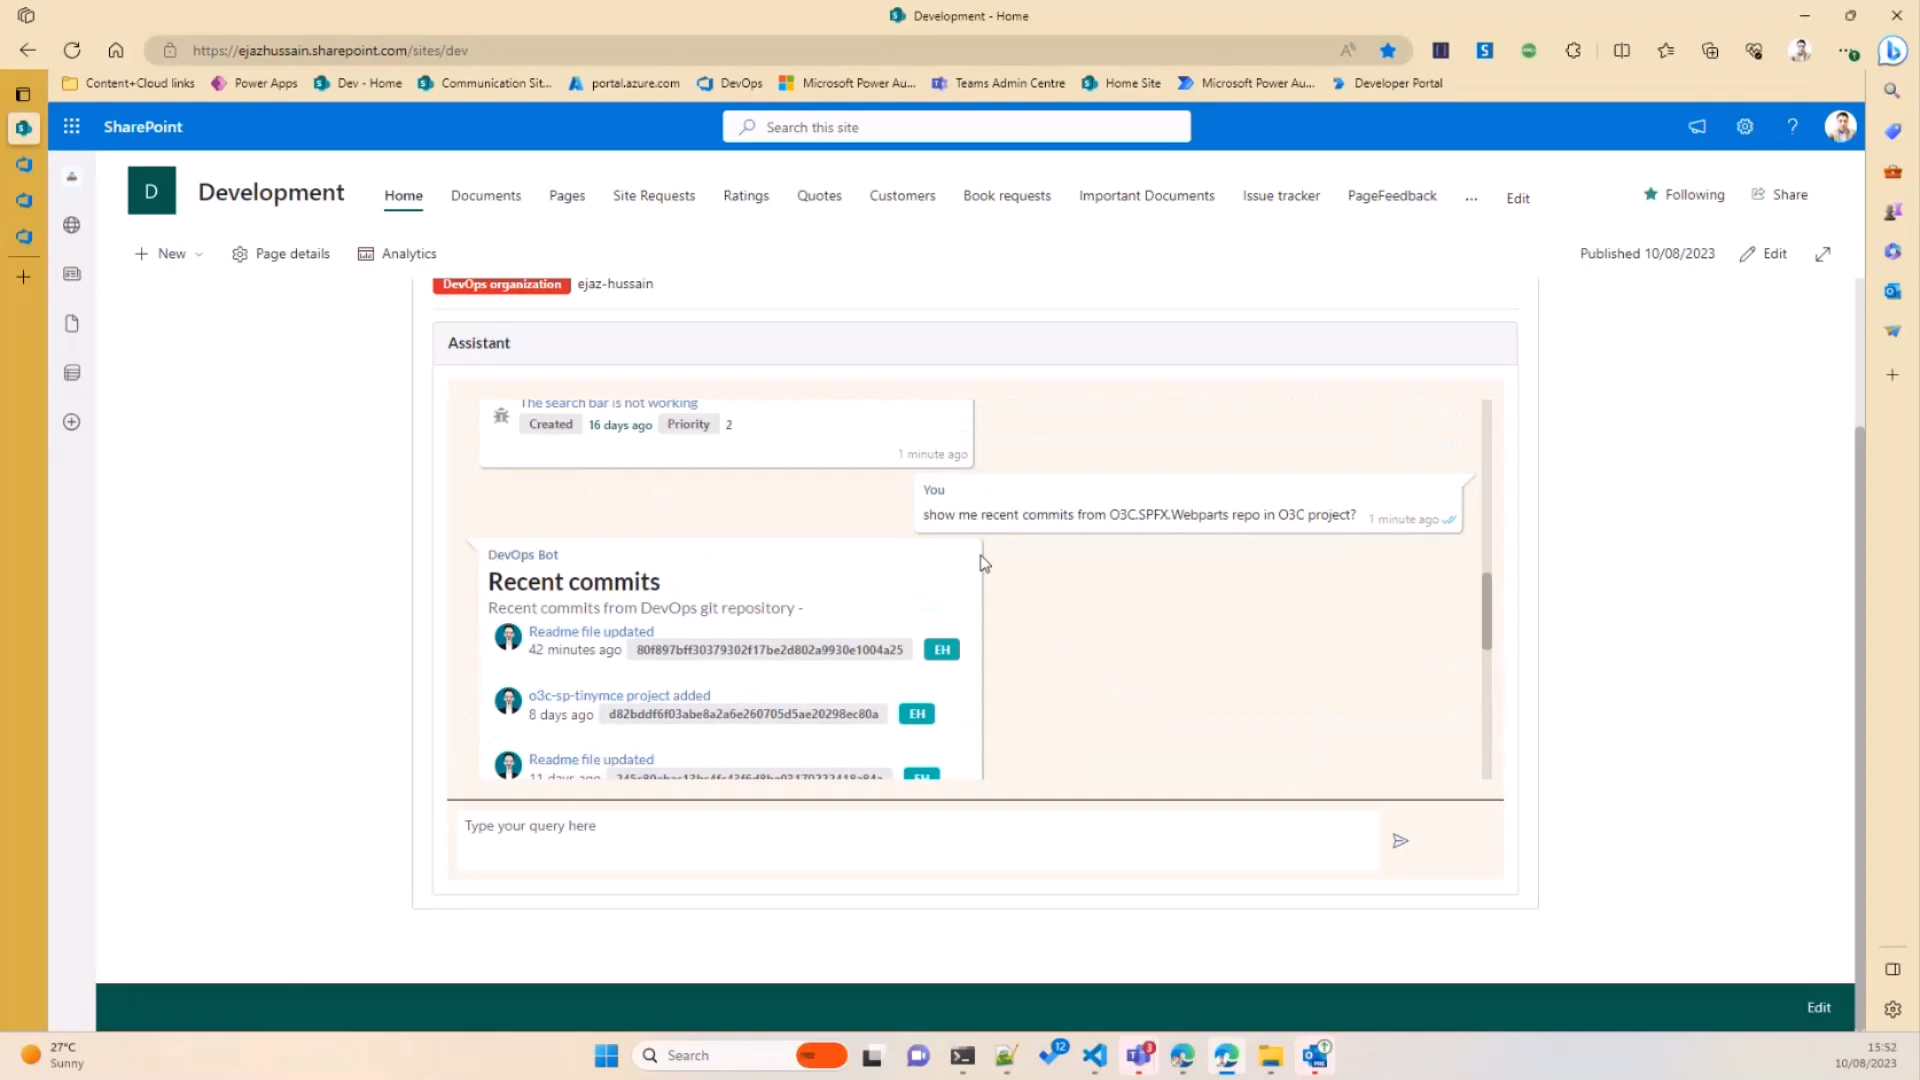 Development - Home
https://ejazhussain.sharepoint.com/sites/dev
Content+Cloud links
Power Apps
Dev - Home
Communication Sit...
portal.azure.com
DevOps
Microsoft Power Au...
Teams Admin Centre
Home Site
Microsoft Power Au...
Developer Portal
SharePoint
Search this site
D
Development
Home
Documents
Pages
Site Requests
Ratings
Quotes
Customers
Book requests
Important Documents
Issue tracker
PageFeedback
...
Edit
Following
Share
New
Page details
Analytics
Published 10/08/2023
Edit
DevOps organization ejaz-hussain
Assistant
The search bar is not working
Created 16 days ago Priority 2
1 minute ago
You
show me recent commits from O3C.SPFX.Webparts repo in O3C project?
1 minute ago
DevOps Bot
Recent commits
Recent commits from DevOps git repository -
Readme file updated
42 minutes ago 80f897bff30379302f17be2d802a9930e1004a25 EH
o3c-sp-tinymce project added
8 days ago d82bddf6f03abe8a2a6e260705d5ae20298ec80a EH
Readme file updated
11 days ago EH
Type your query here
Edit
27°C
Sunny
Search
12
3
15:52
10/08/2023